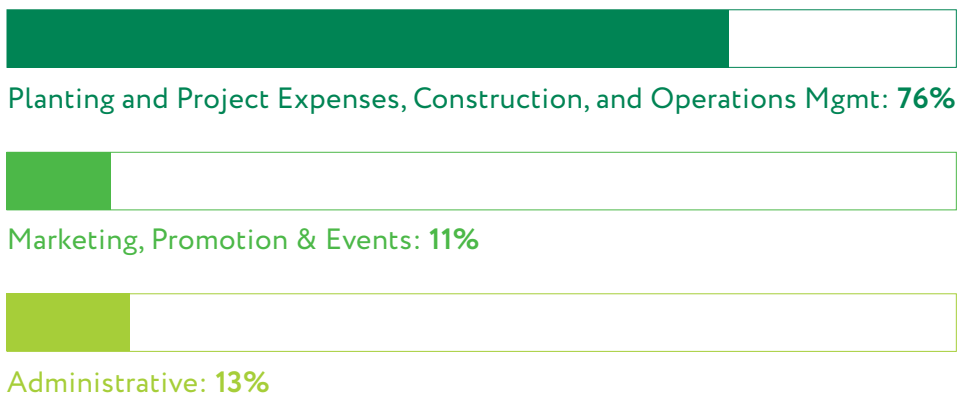 Planting and Project Expenses, Construction, and Operations Mgmt: 76%
Marketing, Promotion & Events: 11%
Administrative: 13%